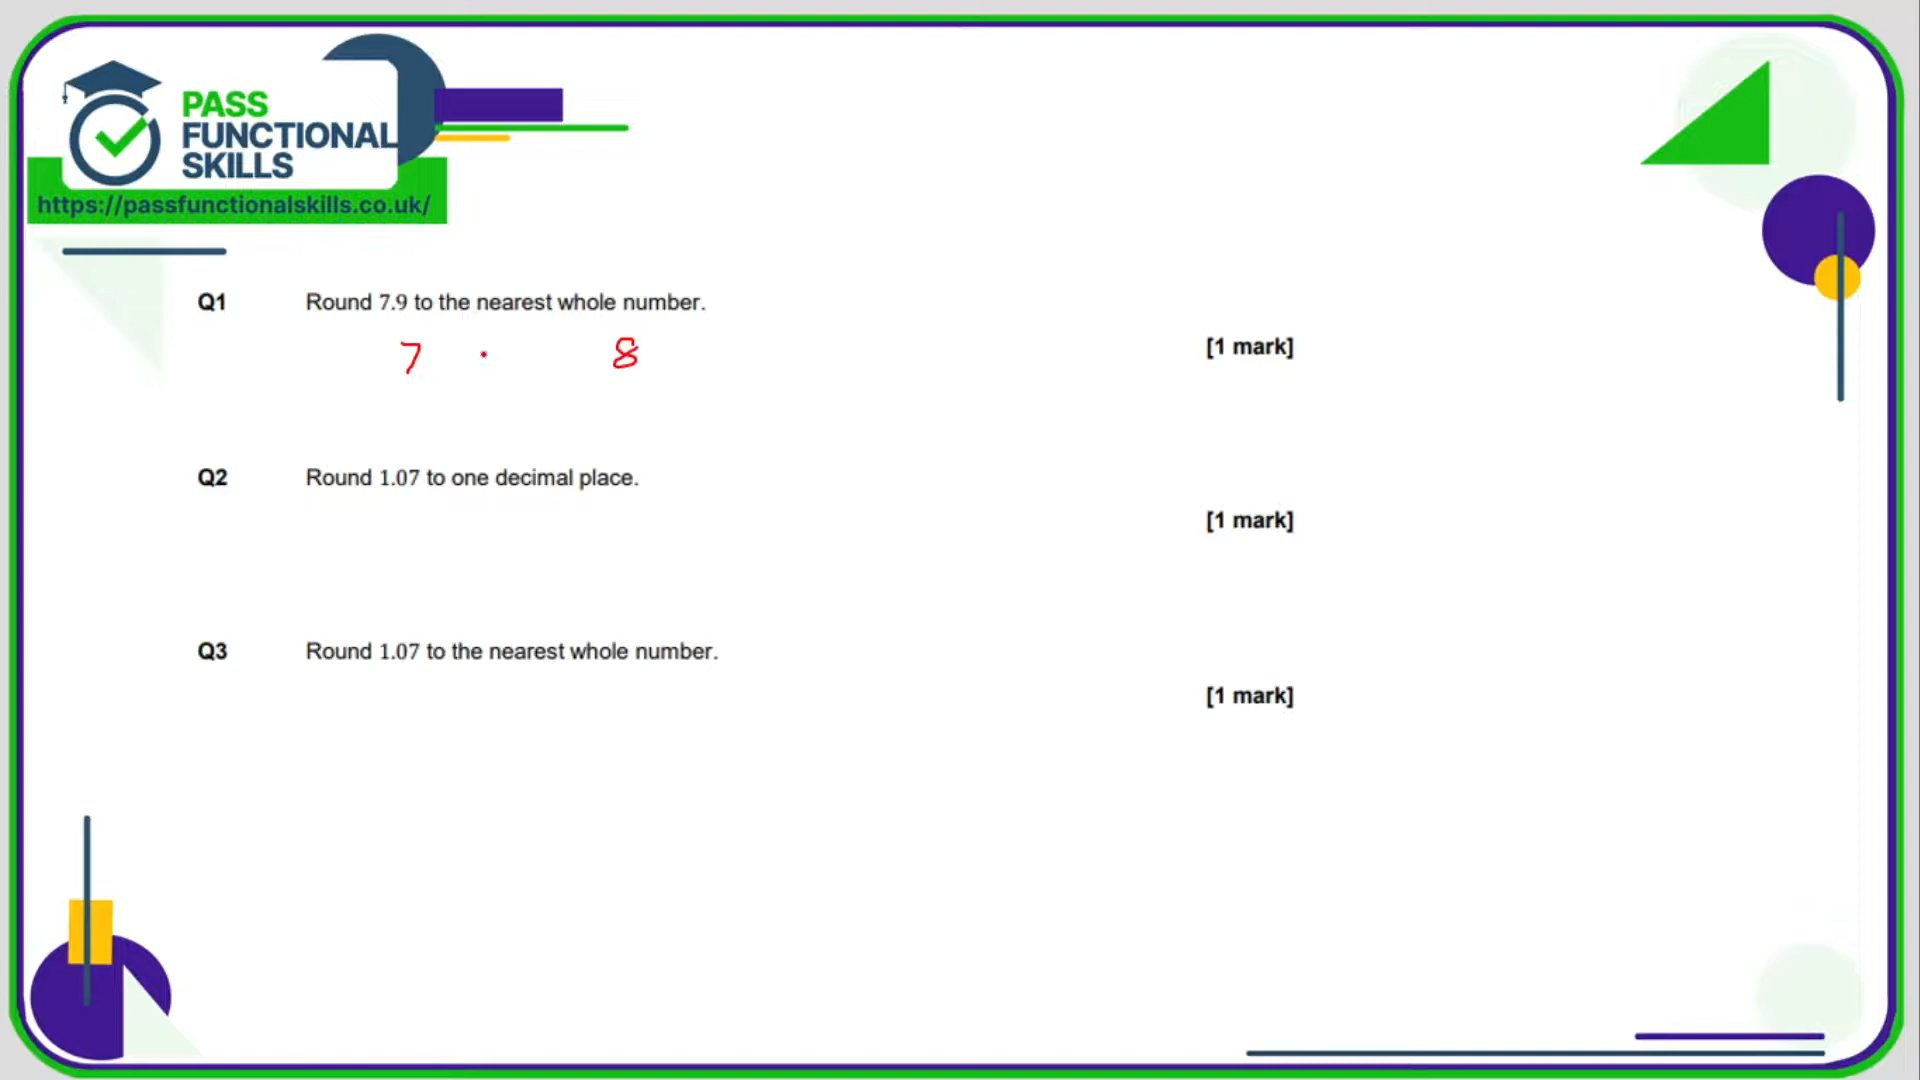 PASS
FUNCTIONAL
SKILLS
https://passfunctionalskills.co.uk/
Q1 Round 7.9 to the nearest whole number.
7 · 8
[1 mark]
Q2 Round 1.07 to one decimal place.
[1 mark]
Q3 Round 1.07 to the nearest whole number.
[1 mark]